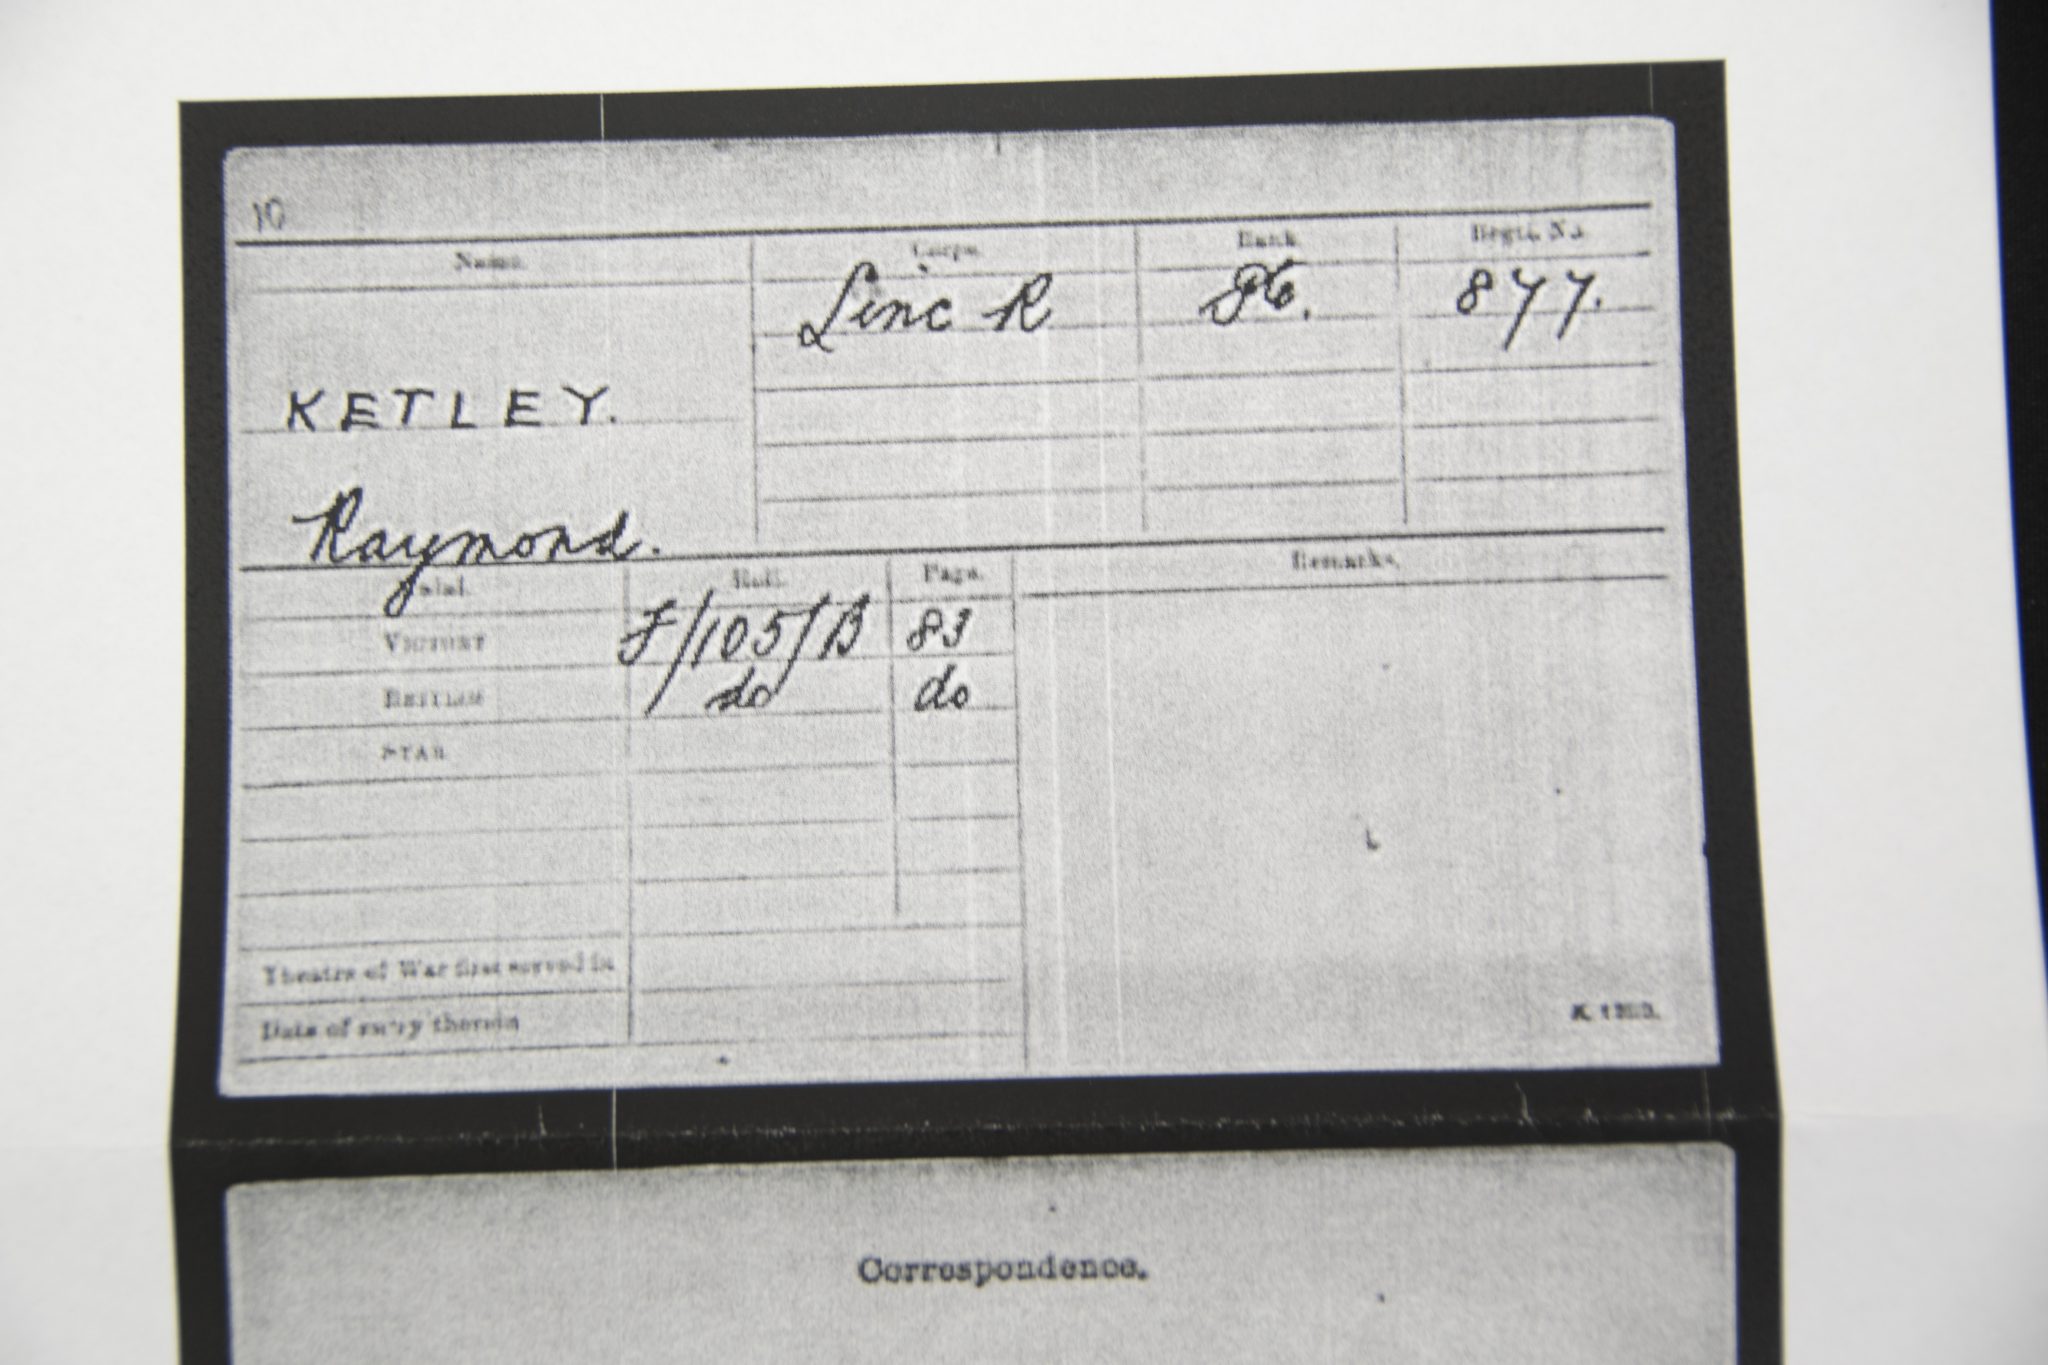 10
Name. Corps. Rank. Regtl. No.
Linc R Pte. 877.
KETLEY.
Raymond.
Medal. Roll. Page. Remarks.
VICTORY F/105/B 83
BRITISH do do
STAR
Theatre of War first served in
Date of entry therein
Correspondence.